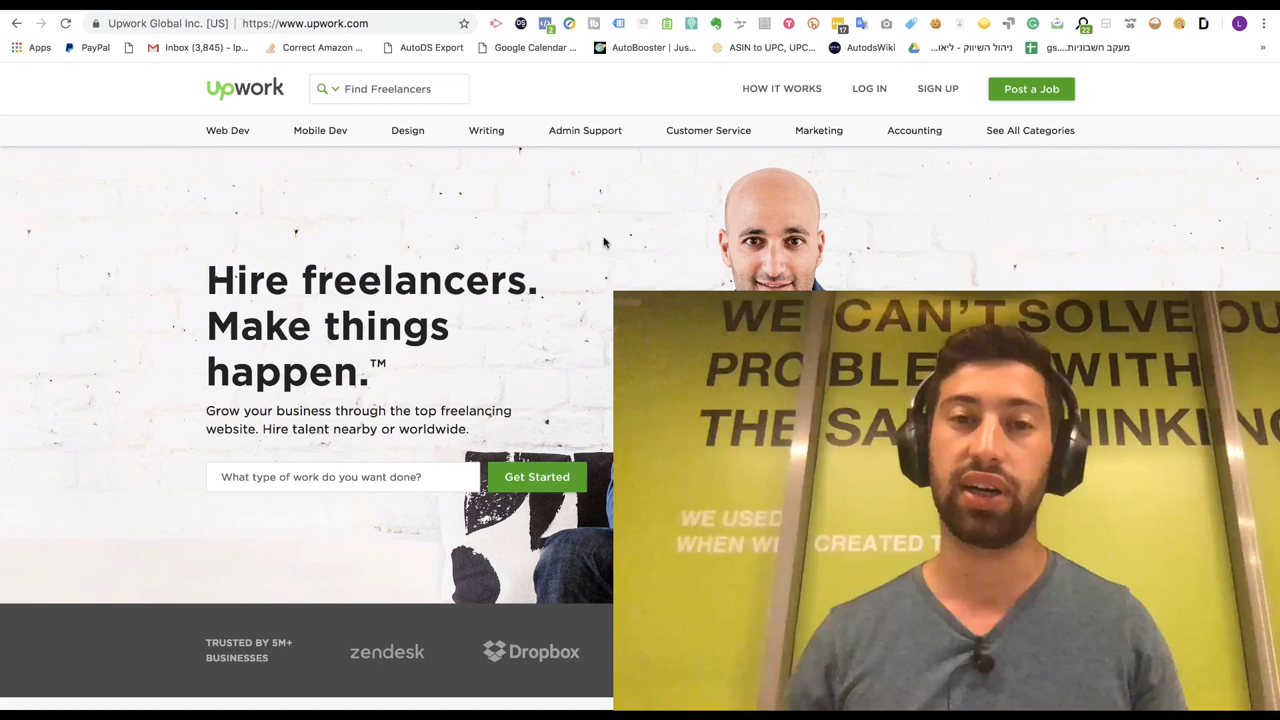 Upwork Global Inc. [US] | https://www.upwork.com
2
17
22
L
Apps
PayPal
Inbox (3,845) - lp...
Correct Amazon ...
AutoDS Export
Google Calendar ...
AutoBooster | Jus...
ASIN to UPC, UPC...
AutodsWiki
ניהול השיווק - ליאו...
מעקב חשבוניות....gs
»
upwork
Find Freelancers
HOW IT WORKS
LOG IN
SIGN UP
Post a Job
Web Dev
Mobile Dev
Design
Writing
Admin Support
Customer Service
Marketing
Accounting
See All Categories
Hire freelancers.
Make things
happen.™
Grow your business through the top freelancing
website. Hire talent nearby or worldwide.
What type of work do you want done?
Get Started
TRUSTED BY 5M+
BUSINESSES
zendesk
Dropbox
WE CAN'T SOLVE OU
PROBLE WITH
THE SA HINKING
WE USED
WHEN WE CREATED T